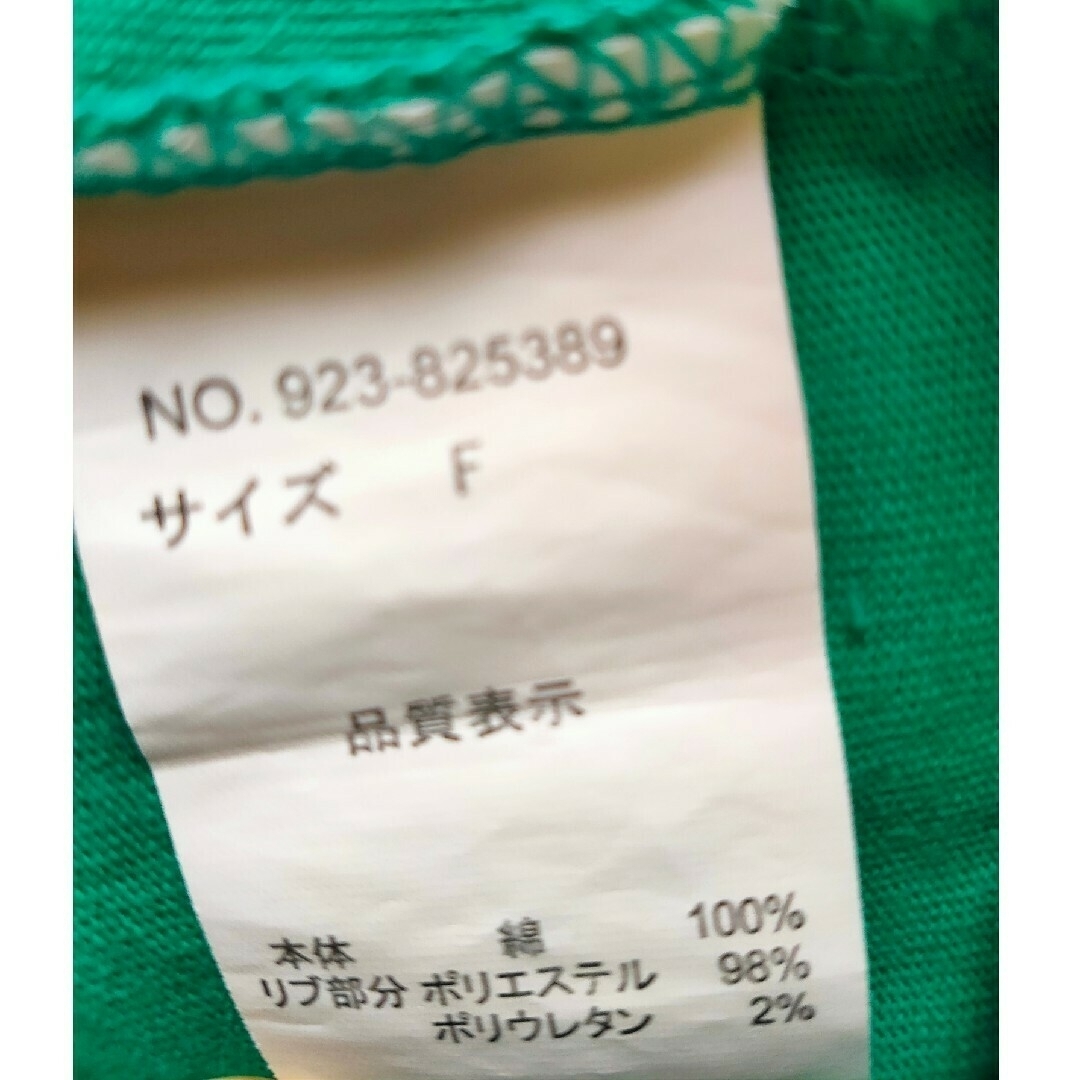 NO. 923-825389
サイズ F
品質表示
本体 綿 100%
リブ部分 ポリエステル 98%
ポリウレタン 2%